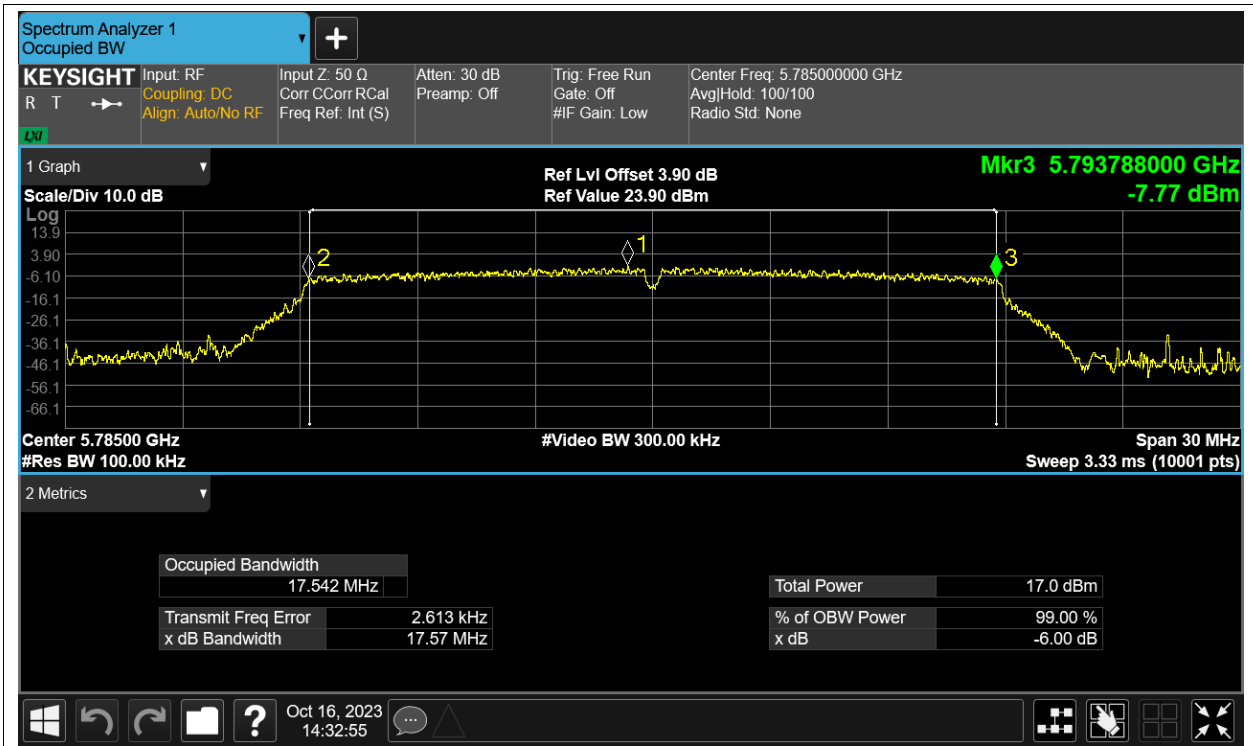 Spectrum Analyzer 1
Occupied BW
KEYSIGHT
R T
LXI
Input: RF
Coupling: DC
Align: Auto/No RF
Input Z: 50 Ω
Corr CCorr RCal
Freq Ref: Int (S)
Atten: 30 dB
Preamp: Off
Trig: Free Run
Gate: Off
#IF Gain: Low
Center Freq: 5.785000000 GHz
Avg|Hold: 100/100
Radio Std: None
1 Graph
Scale/Div 10.0 dB
Ref Lvl Offset 3.90 dB
Ref Value 23.90 dBm
Mkr3 5.793788000 GHz
-7.77 dBm
Log
13.9
3.90
-6.10
-16.1
-26.1
-36.1
-46.1
-56.1
-66.1
2
1
3
Center 5.78500 GHz
#Video BW 300.00 kHz
Span 30 MHz
#Res BW 100.00 kHz
Sweep 3.33 ms (10001 pts)
2 Metrics
Occupied Bandwidth
17.542 MHz
Total Power 17.0 dBm
Transmit Freq Error 2.613 kHz
% of OBW Power 99.00 %
x dB Bandwidth 17.57 MHz
x dB -6.00 dB
?
Oct 16, 2023
14:32:55